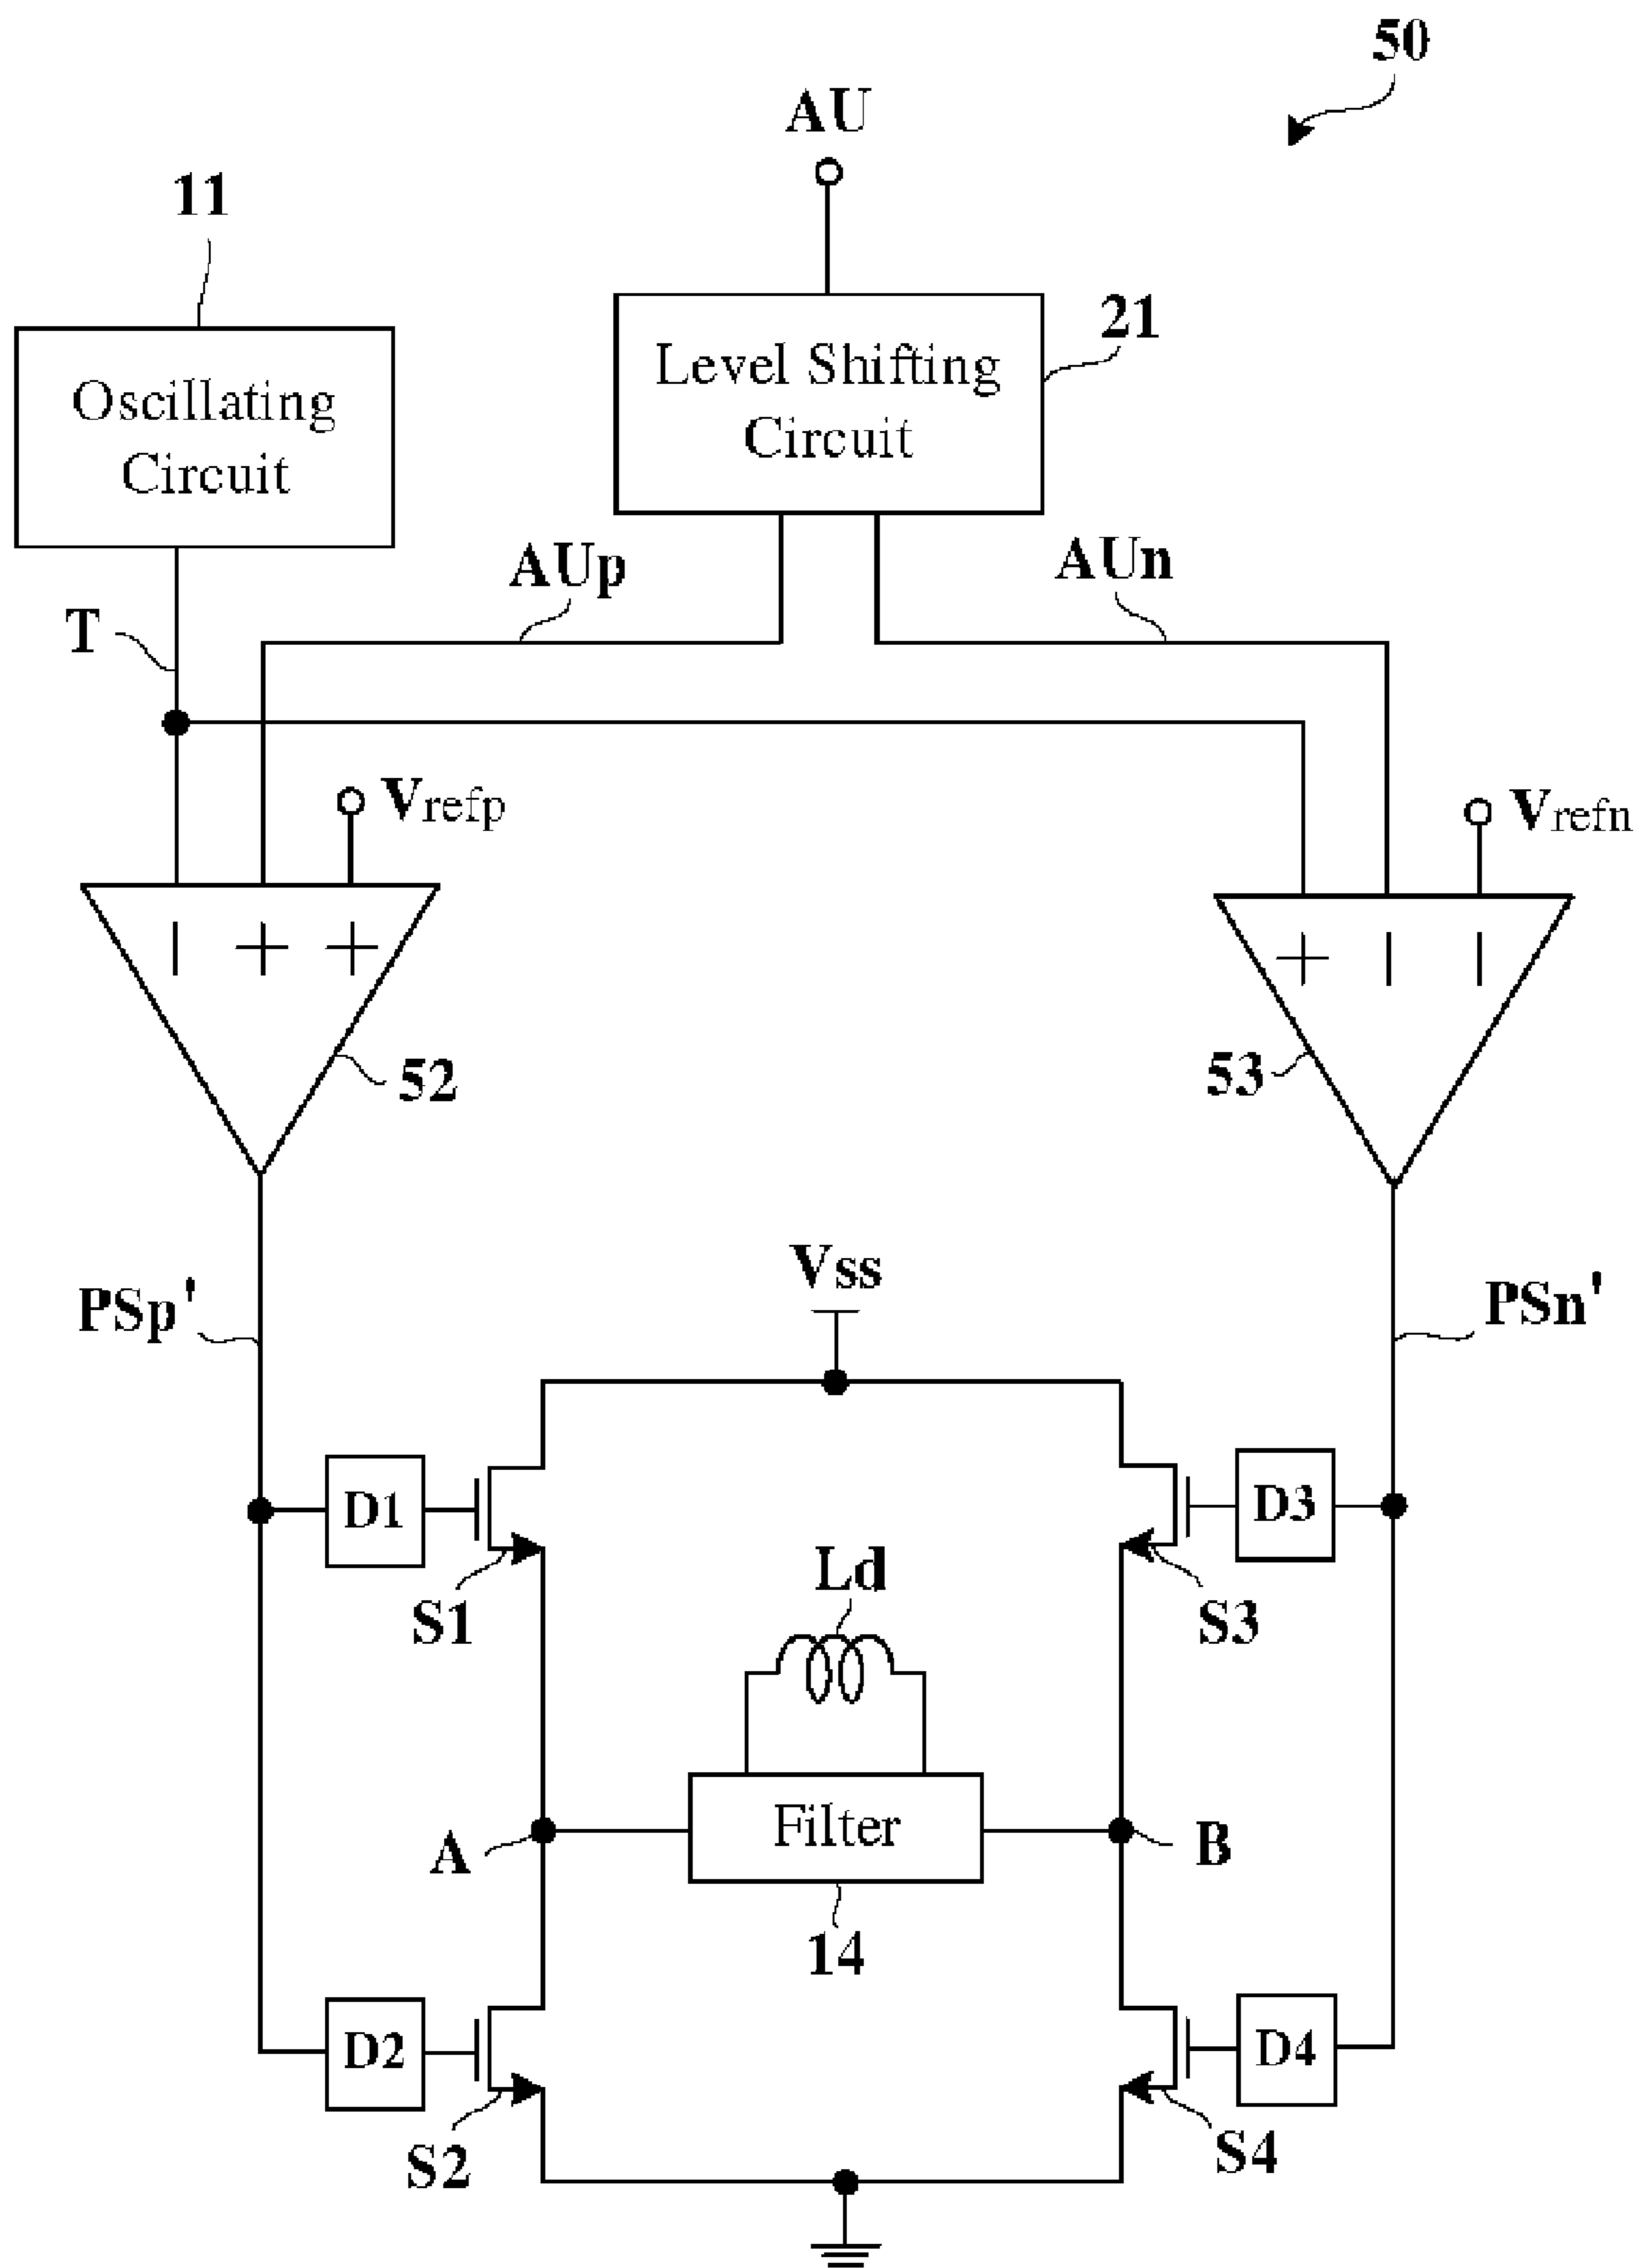 50
AU
11
Oscillating
Circuit
Level Shifting
Circuit
21
AUp
AUn
T
Vrefp
Vrefn
− + +
+ − −
52
53
PSp'
Vss
PSn'
D1
D3
S1
Ld
S3
A
Filter
B
14
D2
D4
S2
S4